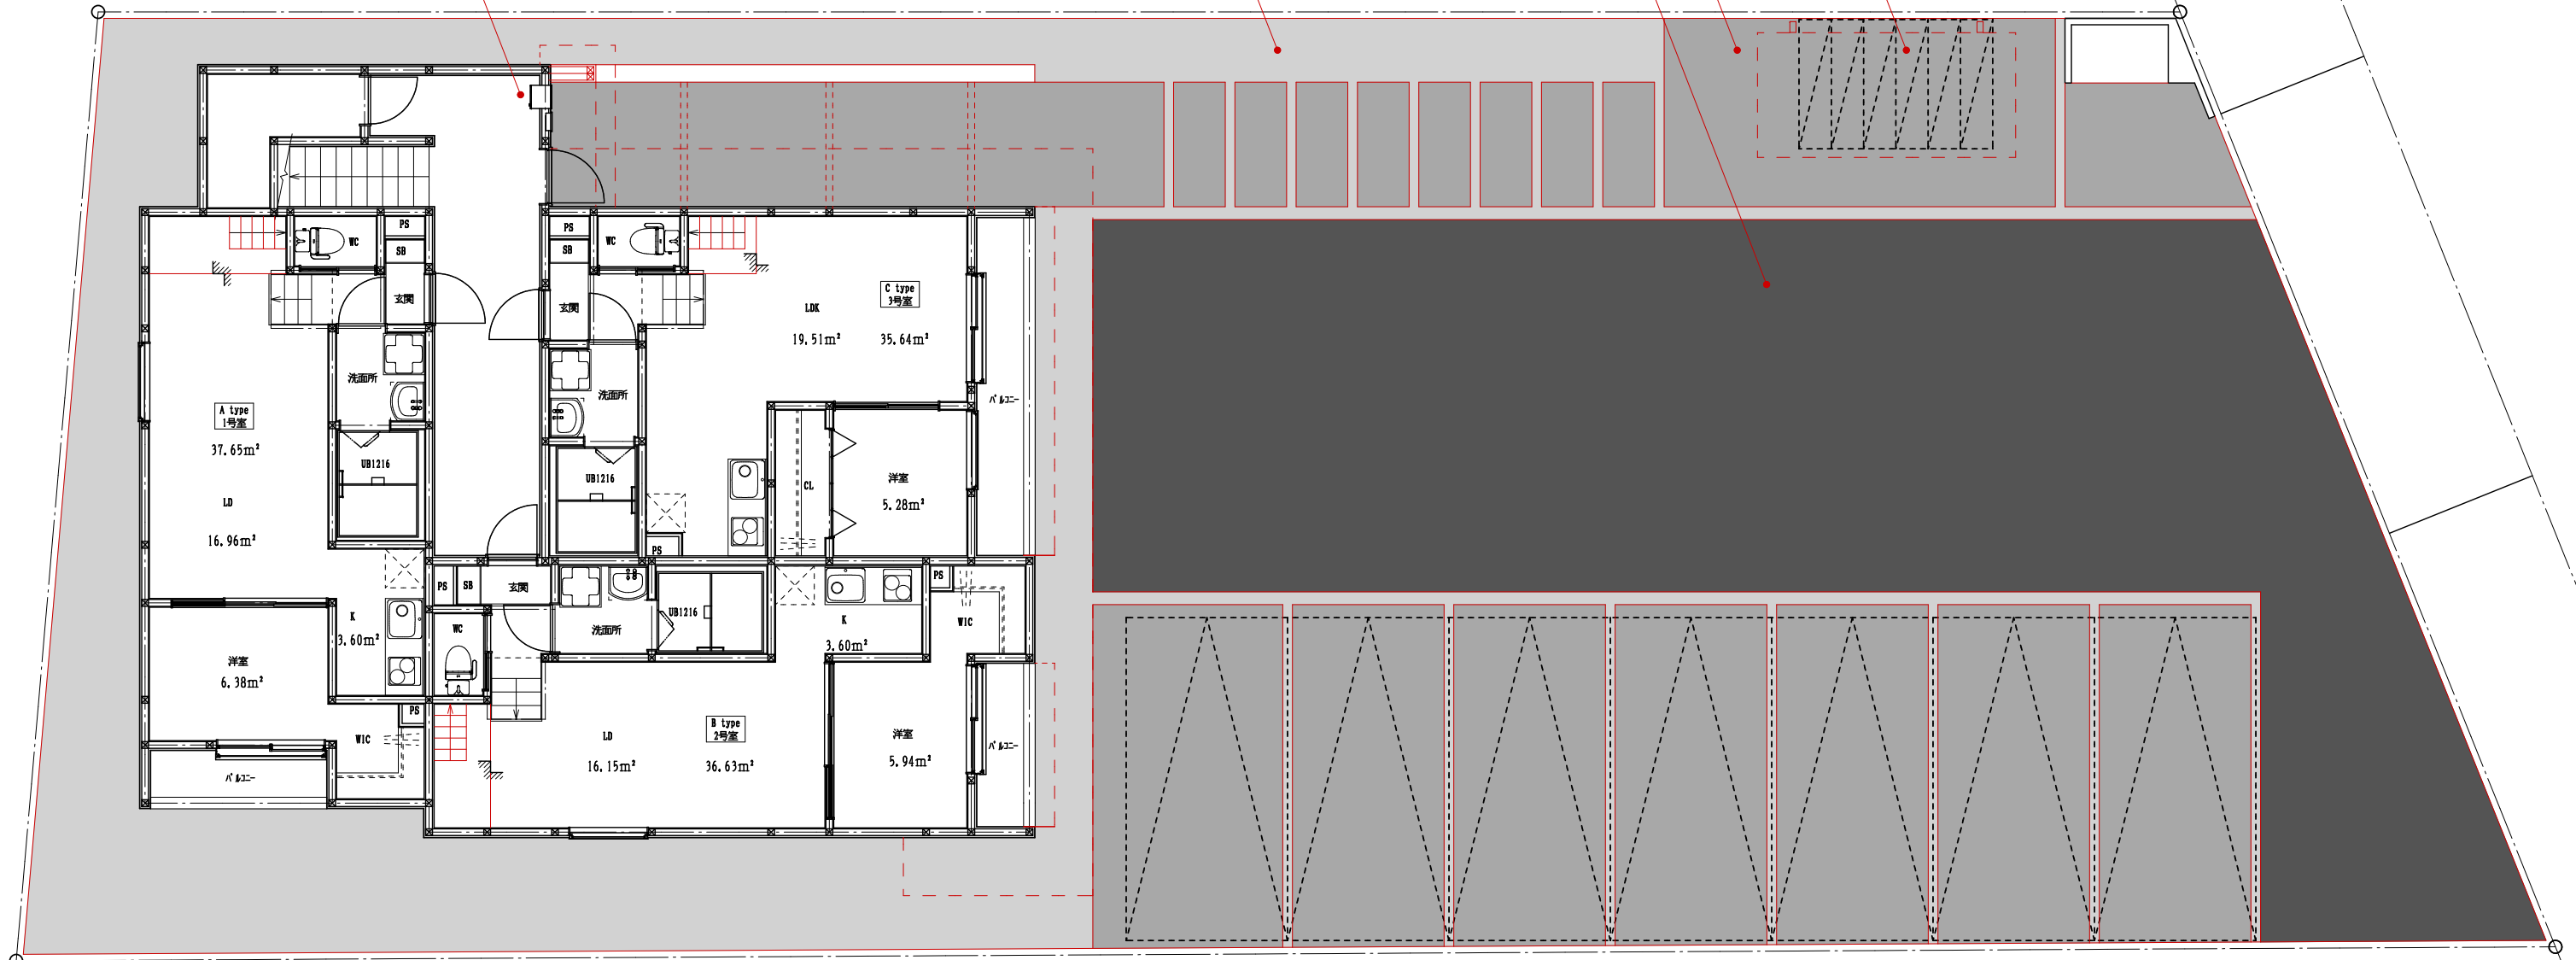 WC
PS
SB
玄関
洗面所
UB1216
A type
1号室
37.65m²
LD
16.96m²
K
3.60m²
洋室
6.38m²
PS
WIC
バルコニー
PS
SB
玄関
WC
洗面所
UB1216
LDK
19.51m²
C type
3号室
35.64m²
バルコニー
CL
洋室
5.28m²
PS
PS
SB
玄関
WC
洗面所
UB1216
K
3.60m²
PS
WIC
LD
16.15m²
B type
2号室
36.63m²
洋室
5.94m²
バルコニー